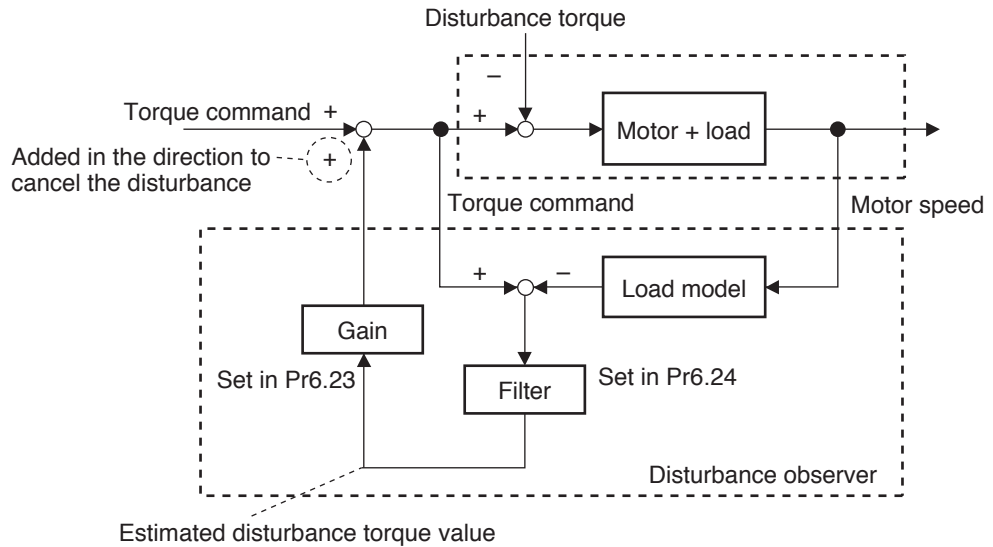 Disturbance torque
−
Torque command +
+
Motor + load
Added in the direction to
cancel the disturbance
+
Torque command
Motor speed
+
−
Load model
Gain
Set in Pr6.23
Set in Pr6.24
Filter
Disturbance observer
Estimated disturbance torque value